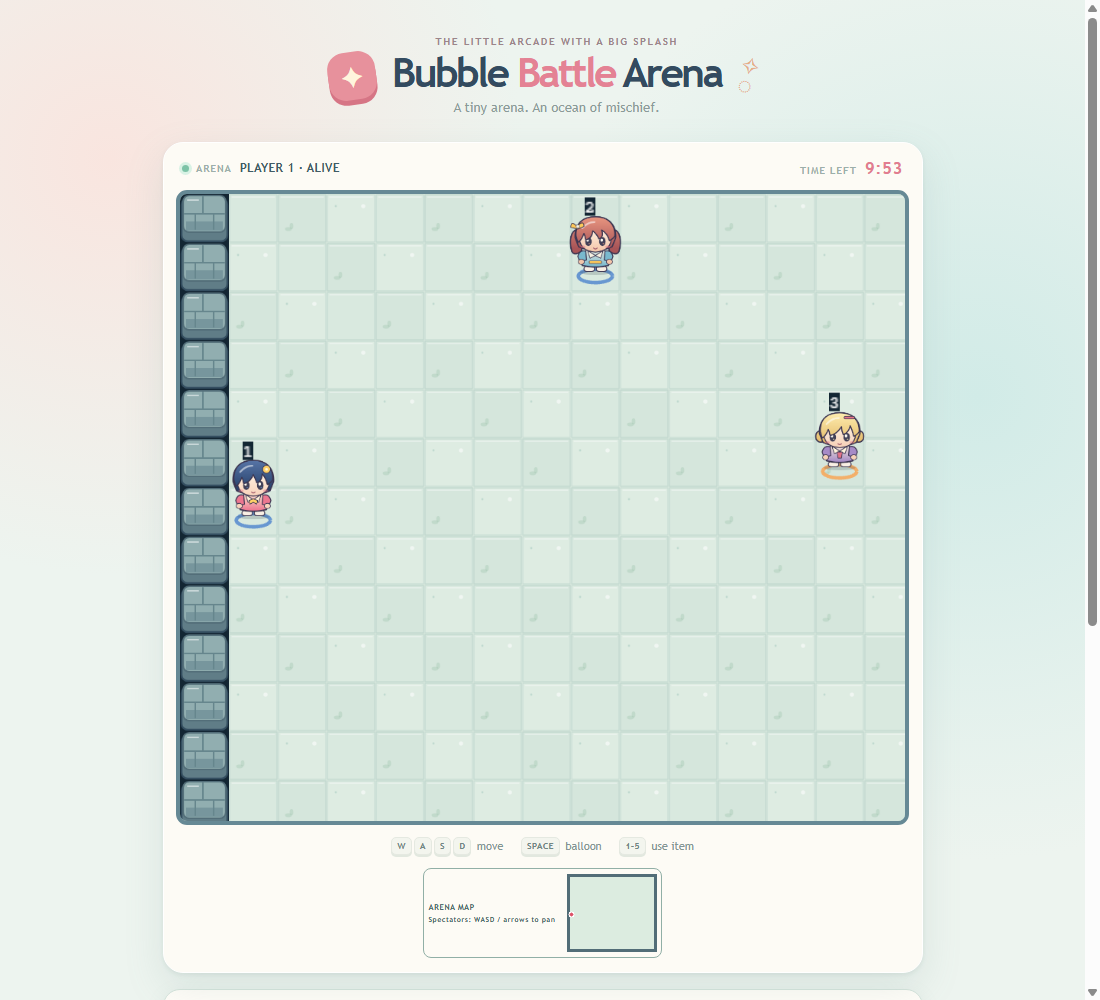 THE LITTLE ARCADE WITH A BIG SPLASH
Bubble Battle Arena
A tiny arena. An ocean of mischief.
ARENA PLAYER 1 · ALIVE
TIME LEFT 9:53
2
3
1
W A S D move SPACE balloon 1-5 use item
ARENA MAP
Spectators: WASD / arrows to pan